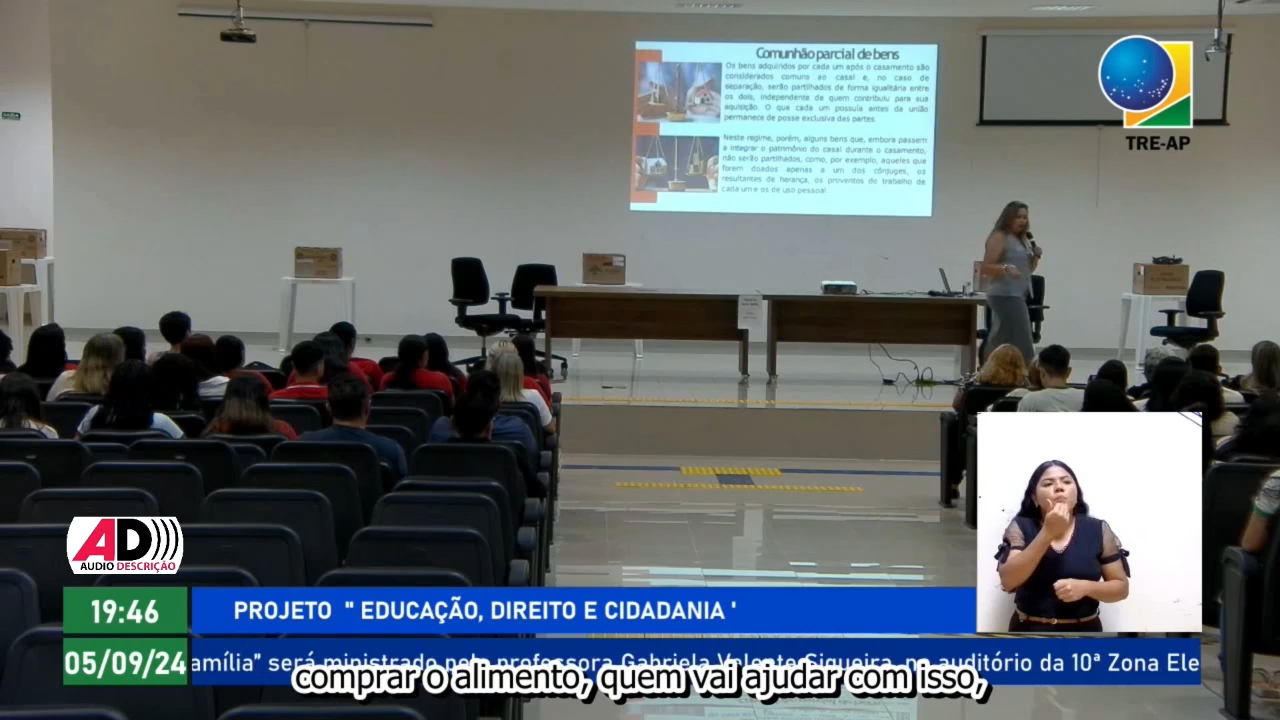 Comunhão parcial de bens
Os bens adquiridos por cada um após o casamento são
considerados comuns ao casal e, no caso de
separação, serão partilhados de forma igualitária entre
os dois, independente de quem contribuiu para sua
aquisição. O que cada um possuía antes da união
permanece de posse exclusiva das partes.
Neste regime, porém, alguns bens que, embora passem
a integrar o patrimônio do casal durante o casamento,
não serão partilhados, como, por exemplo, aqueles que
forem doados apenas a um dos cônjuges, os
resultantes de herança, os proventos do trabalho de
cada um e os de uso pessoal
TRE-AP
AD
AUDIO DESCRIÇÃO
19:46
PROJETO " EDUCAÇÃO, DIREITO E CIDADANIA '
05/09/24
amília” será ministrado pela professora Gabriela Valente Siqueira, no auditório da 10ª Zona Ele
comprar o alimento, quem vai ajudar com isso,